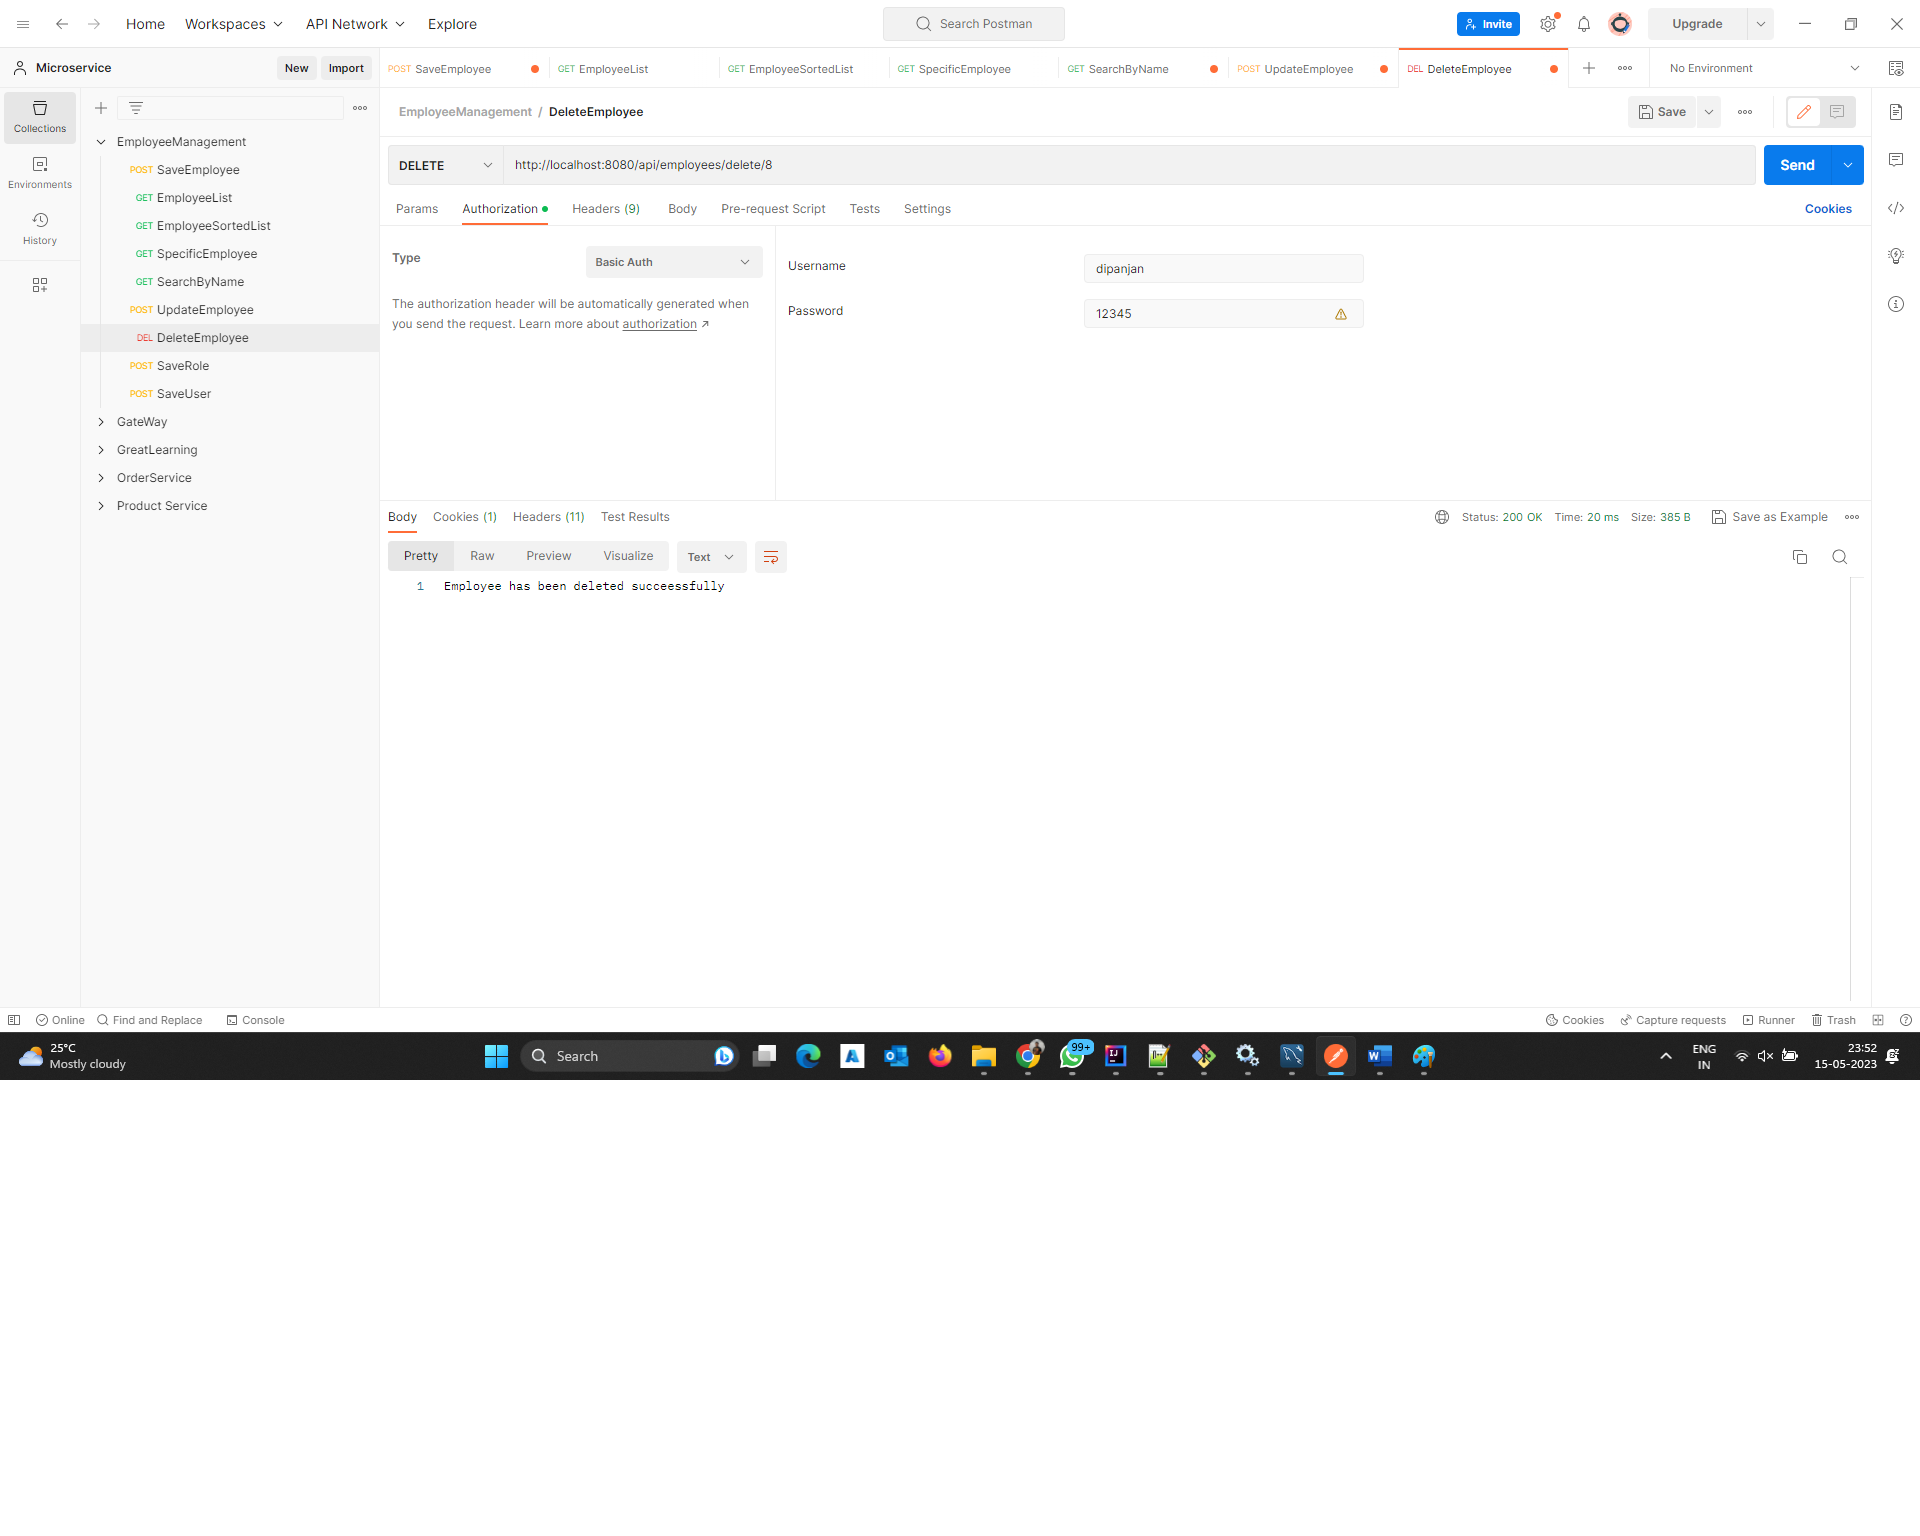 Home Workspaces API Network Explore Search Postman Invite Upgrade
Microservice New Import POST SaveEmployee GET EmployeeList GET EmployeeSortedList GET SpecificEmployee GET SearchByName POST UpdateEmployee DEL DeleteEmployee No Environment
Collections
Environments
History
EmployeeManagement
POST SaveEmployee
GET EmployeeList
GET EmployeeSortedList
GET SpecificEmployee
GET SearchByName
POST UpdateEmployee
DEL DeleteEmployee
POST SaveRole
POST SaveUser
GateWay
GreatLearning
OrderService
Product Service
EmployeeManagement / DeleteEmployee Save
DELETE http://localhost:8080/api/employees/delete/8 Send
Params Authorization Headers (9) Body Pre-request Script Tests Settings Cookies
Type Basic Auth
The authorization header will be automatically generated when
you send the request. Learn more about authorization ↗
Username dipanjan
Password 12345
Body Cookies (1) Headers (11) Test Results Status: 200 OK Time: 20 ms Size: 385 B Save as Example
Pretty Raw Preview Visualize Text
1 Employee has been deleted succeessfully
Online Find and Replace Console Cookies Capture requests Runner Trash
25°C
Mostly cloudy
Search
99+
ENG
IN
23:52
15-05-2023